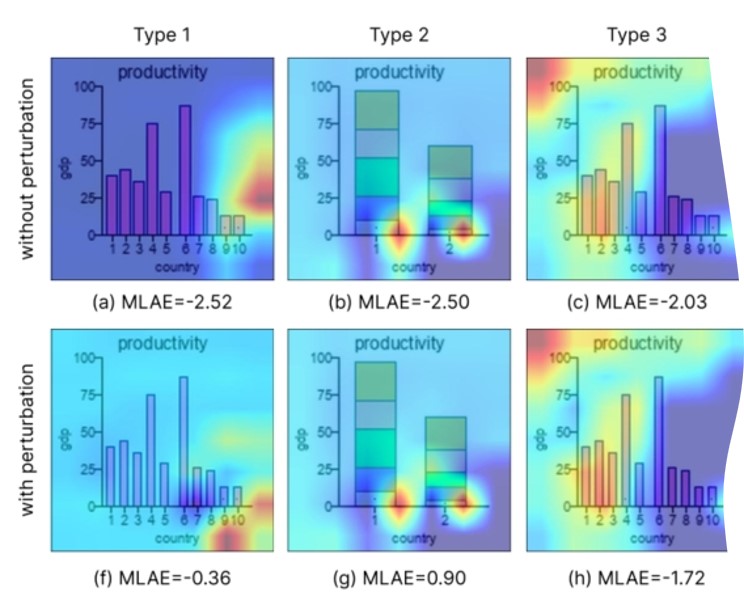 Type 1 Type 2 Type 3
without perturbation
productivity productivity productivity
100 100 100
75 75 75
50 50 50
25 25 25
0 0 0
gdp gdp gdp
1 2 3 4 5 6 7 8 9 10 1 2 1 2 3 4 5 6 7 8 9 10
country country country
(a) MLAE=-2.52 (b) MLAE=-2.50 (c) MLAE=-2.03
with perturbation
productivity productivity productivity
100 100 100
75 75 75
50 50 50
25 25 25
0 0 0
gdp gdp gdp
1 2 3 4 5 6 7 8 9 10 1 2 1 2 3 4 5 6 7 8 9 10
country country country
(f) MLAE=-0.36 (g) MLAE=0.90 (h) MLAE=-1.72